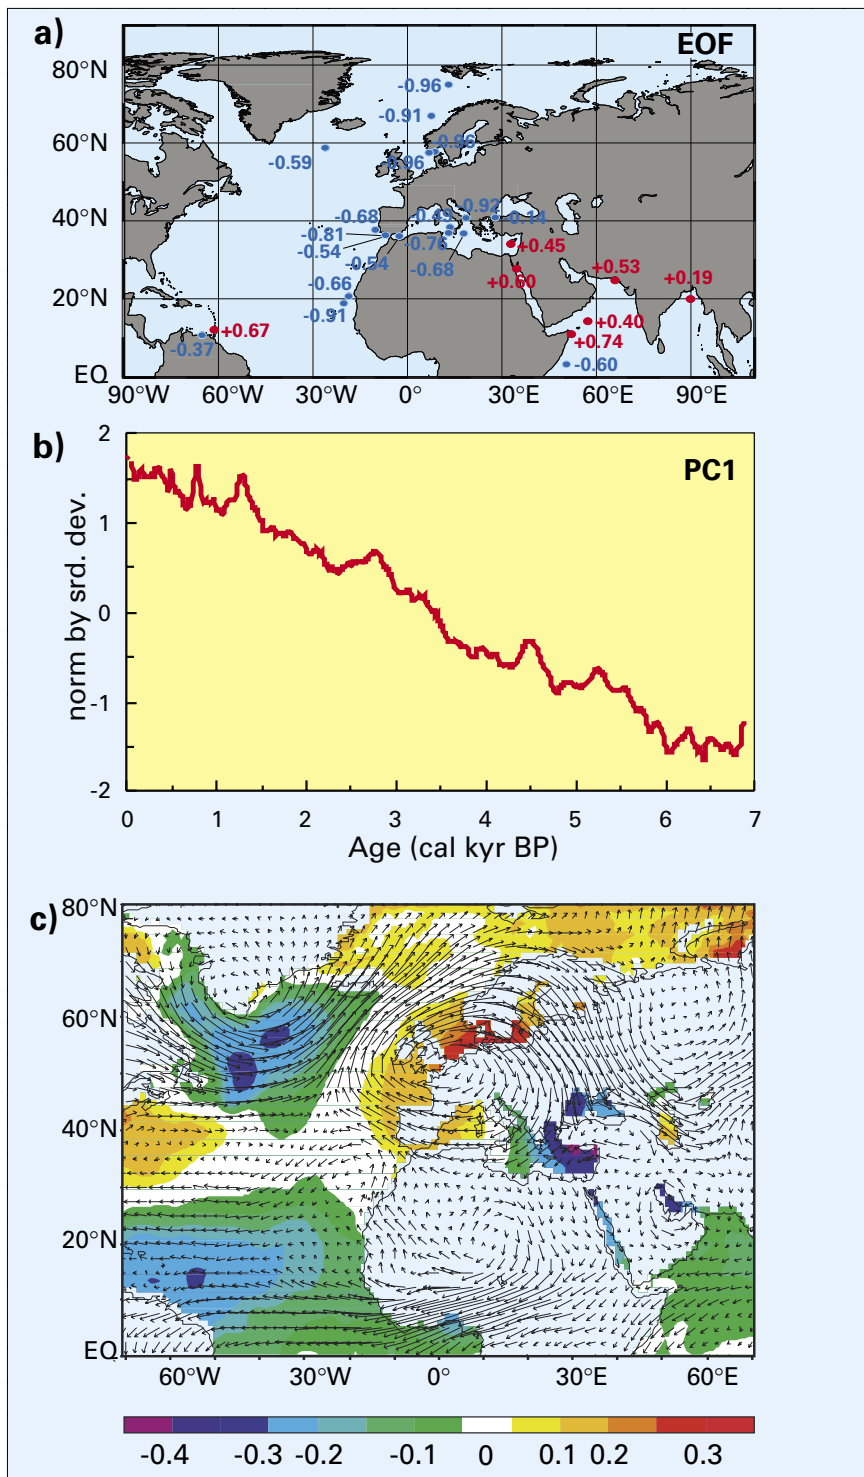 a)
EOF
80°N
60°N
40°N
20°N
EQ
-0.96
-0.91
-0.96
-0.96
-0.59
-0.92
-0.49
-0.14
-0.68
-0.81
-0.54
-0.54
-0.76
-0.68
+0.45
+0.60
+0.53
+0.19
-0.66
-0.91
+0.40
+0.74
+0.67
-0.37
-0.60
90°W 60°W 30°W 0° 30°E 60°E 90°E
b)
PC1
norm by srd. dev.
2
1
0
-1
-2
0 1 2 3 4 5 6 7
Age (cal kyr BP)
c)
80°N
60°N
40°N
20°N
EQ
60°W 30°W 0° 30°E 60°E
-0.4 -0.3 -0.2 -0.1 0 0.1 0.2 0.3